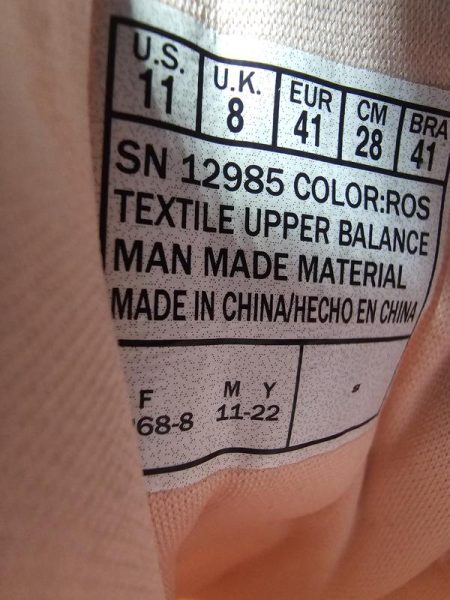 U.S. U.K. EUR CM BRA
11 8 41 28 41
SN 12985 COLOR:ROS
TEXTILE UPPER BALANCE
MAN MADE MATERIAL
MADE IN CHINA/HECHO EN CHINA
F M Y
68-8 11-22